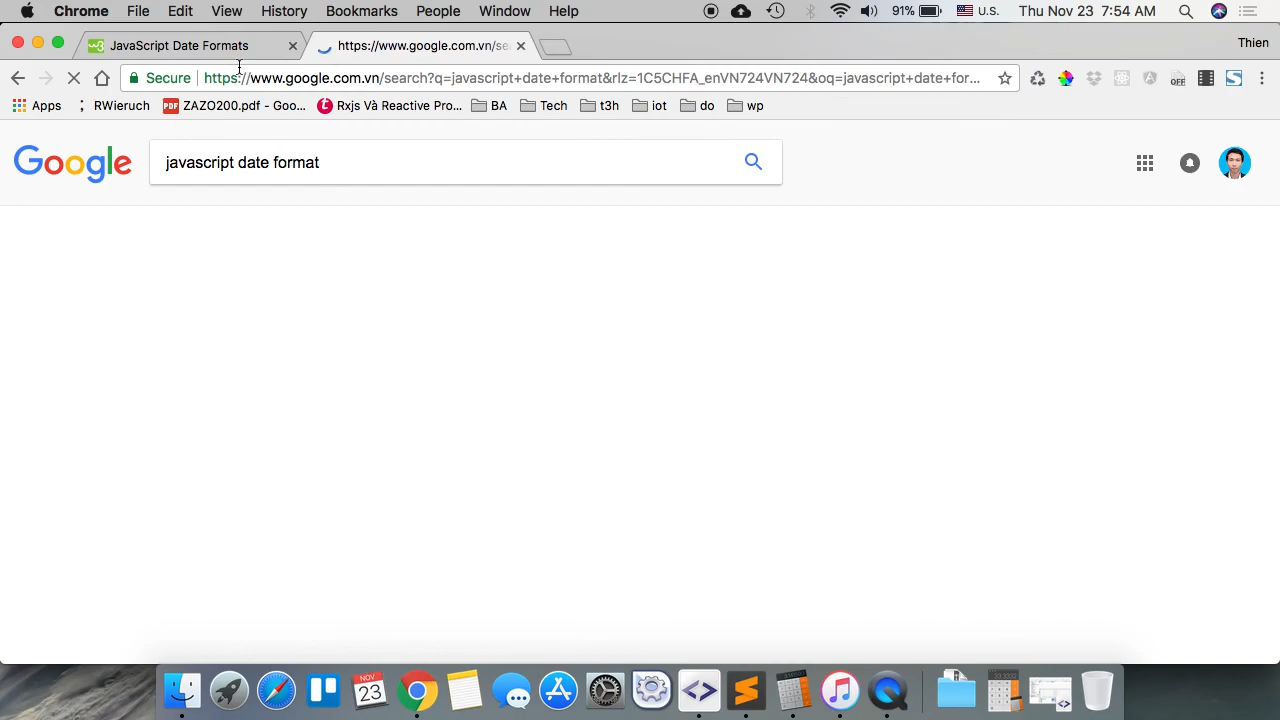 Chrome File Edit View History Bookmarks People Window Help 91% U.S. Thu Nov 23 7:54 AM
JavaScript Date Formats https://www.google.com.vn/se Thien
Secure https://www.google.com.vn/search?q=javascript+date+format&rlz=1C5CHFA_enVN724VN724&oq=javascript+date+for... OFF S
Apps RWieruch PDF ZAZO200.pdf - Goo... t Rxjs Và Reactive Pro... BA Tech t3h iot do wp
Google javascript date format
NOV
23